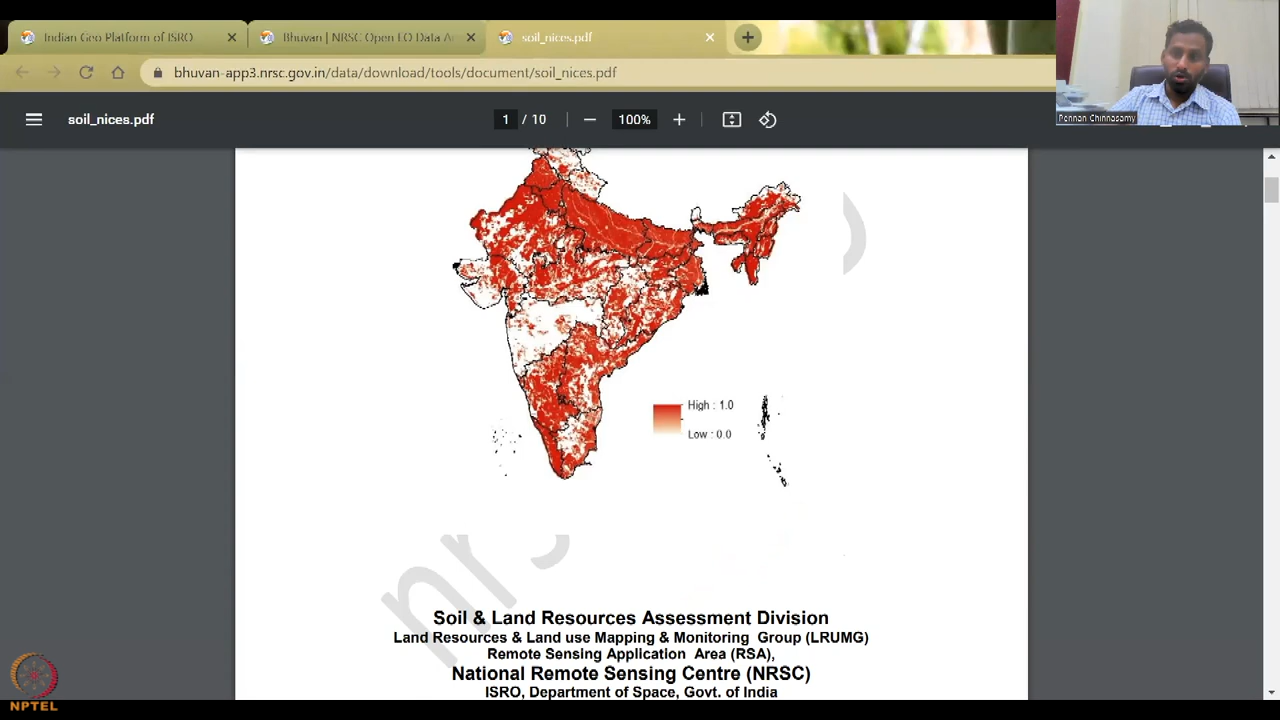 Indian Geo Platform of ISRO
Bhuvan | NRSC Open EO Data Ar
soil_nices.pdf
bhuvan-app3.nrsc.gov.in/data/download/tools/document/soil_nices.pdf
soil_nices.pdf
1 / 10
100%
Pennan Chinnasamy
High : 1.0
Low : 0.0
nrs
Soil & Land Resources Assessment Division
Land Resources & Land use Mapping & Monitoring Group (LRUMG)
Remote Sensing Application Area (RSA),
National Remote Sensing Centre (NRSC)
ISRO, Department of Space, Govt. of India
NPTEL